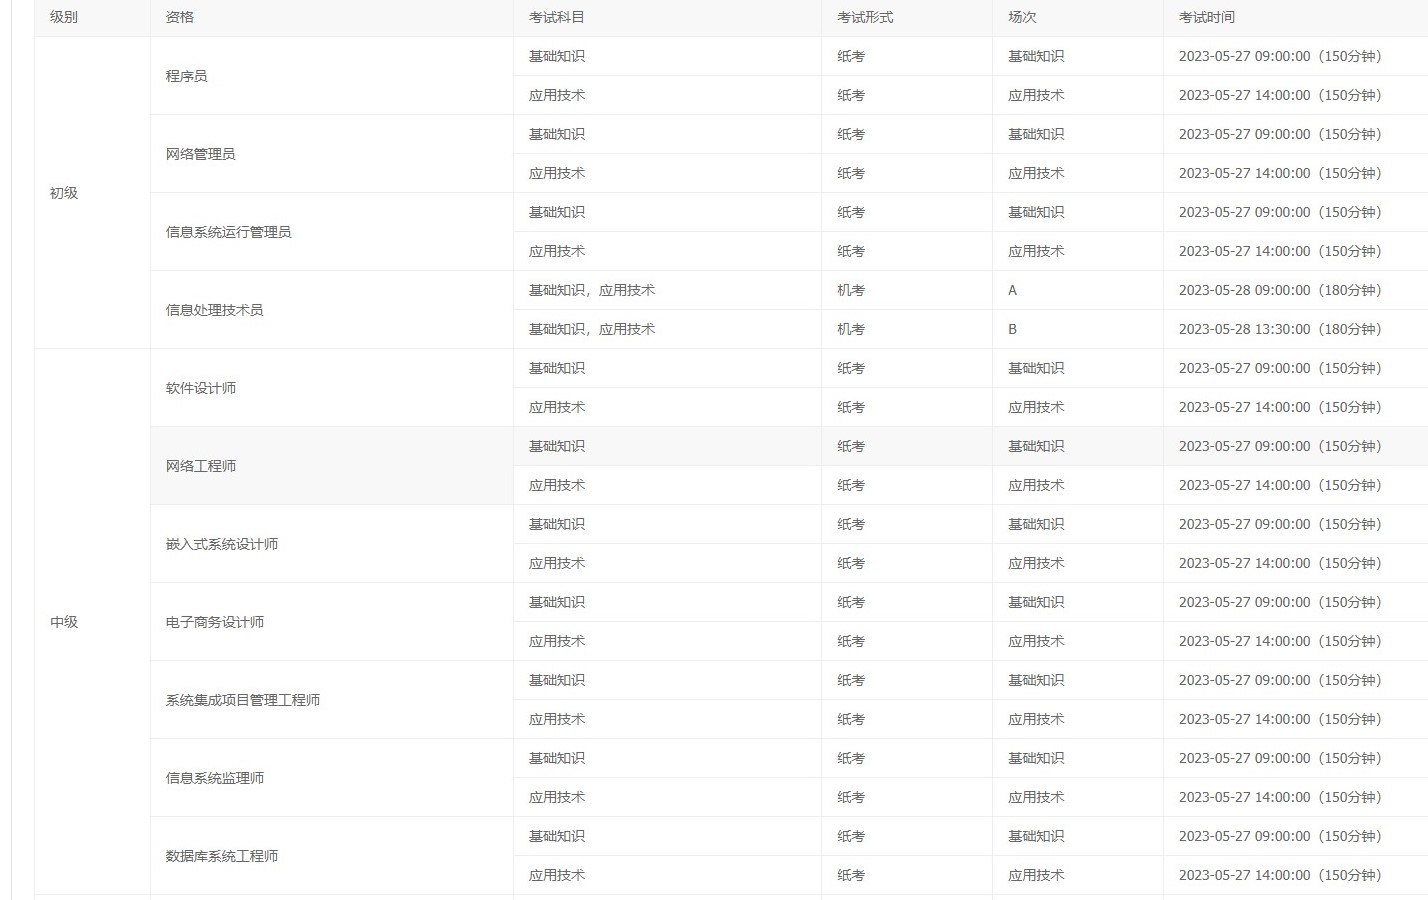 级别 资格 考试科目 考试形式 场次 考试时间
基础知识 纸考 基础知识 2023-05-27 09:00:00（150分钟）
程序员
应用技术 纸考 应用技术 2023-05-27 14:00:00（150分钟）
基础知识 纸考 基础知识 2023-05-27 09:00:00（150分钟）
网络管理员
应用技术 纸考 应用技术 2023-05-27 14:00:00（150分钟）
初级
基础知识 纸考 基础知识 2023-05-27 09:00:00（150分钟）
信息系统运行管理员
应用技术 纸考 应用技术 2023-05-27 14:00:00（150分钟）
基础知识，应用技术 机考 A 2023-05-28 09:00:00（180分钟）
信息处理技术员
基础知识，应用技术 机考 B 2023-05-28 13:30:00（180分钟）
基础知识 纸考 基础知识 2023-05-27 09:00:00（150分钟）
软件设计师
应用技术 纸考 应用技术 2023-05-27 14:00:00（150分钟）
基础知识 纸考 基础知识 2023-05-27 09:00:00（150分钟）
网络工程师
应用技术 纸考 应用技术 2023-05-27 14:00:00（150分钟）
基础知识 纸考 基础知识 2023-05-27 09:00:00（150分钟）
嵌入式系统设计师
应用技术 纸考 应用技术 2023-05-27 14:00:00（150分钟）
基础知识 纸考 基础知识 2023-05-27 09:00:00（150分钟）
中级 电子商务设计师
应用技术 纸考 应用技术 2023-05-27 14:00:00（150分钟）
基础知识 纸考 基础知识 2023-05-27 09:00:00（150分钟）
系统集成项目管理工程师
应用技术 纸考 应用技术 2023-05-27 14:00:00（150分钟）
基础知识 纸考 基础知识 2023-05-27 09:00:00（150分钟）
信息系统监理师
应用技术 纸考 应用技术 2023-05-27 14:00:00（150分钟）
基础知识 纸考 基础知识 2023-05-27 09:00:00（150分钟）
数据库系统工程师
应用技术 纸考 应用技术 2023-05-27 14:00:00（150分钟）